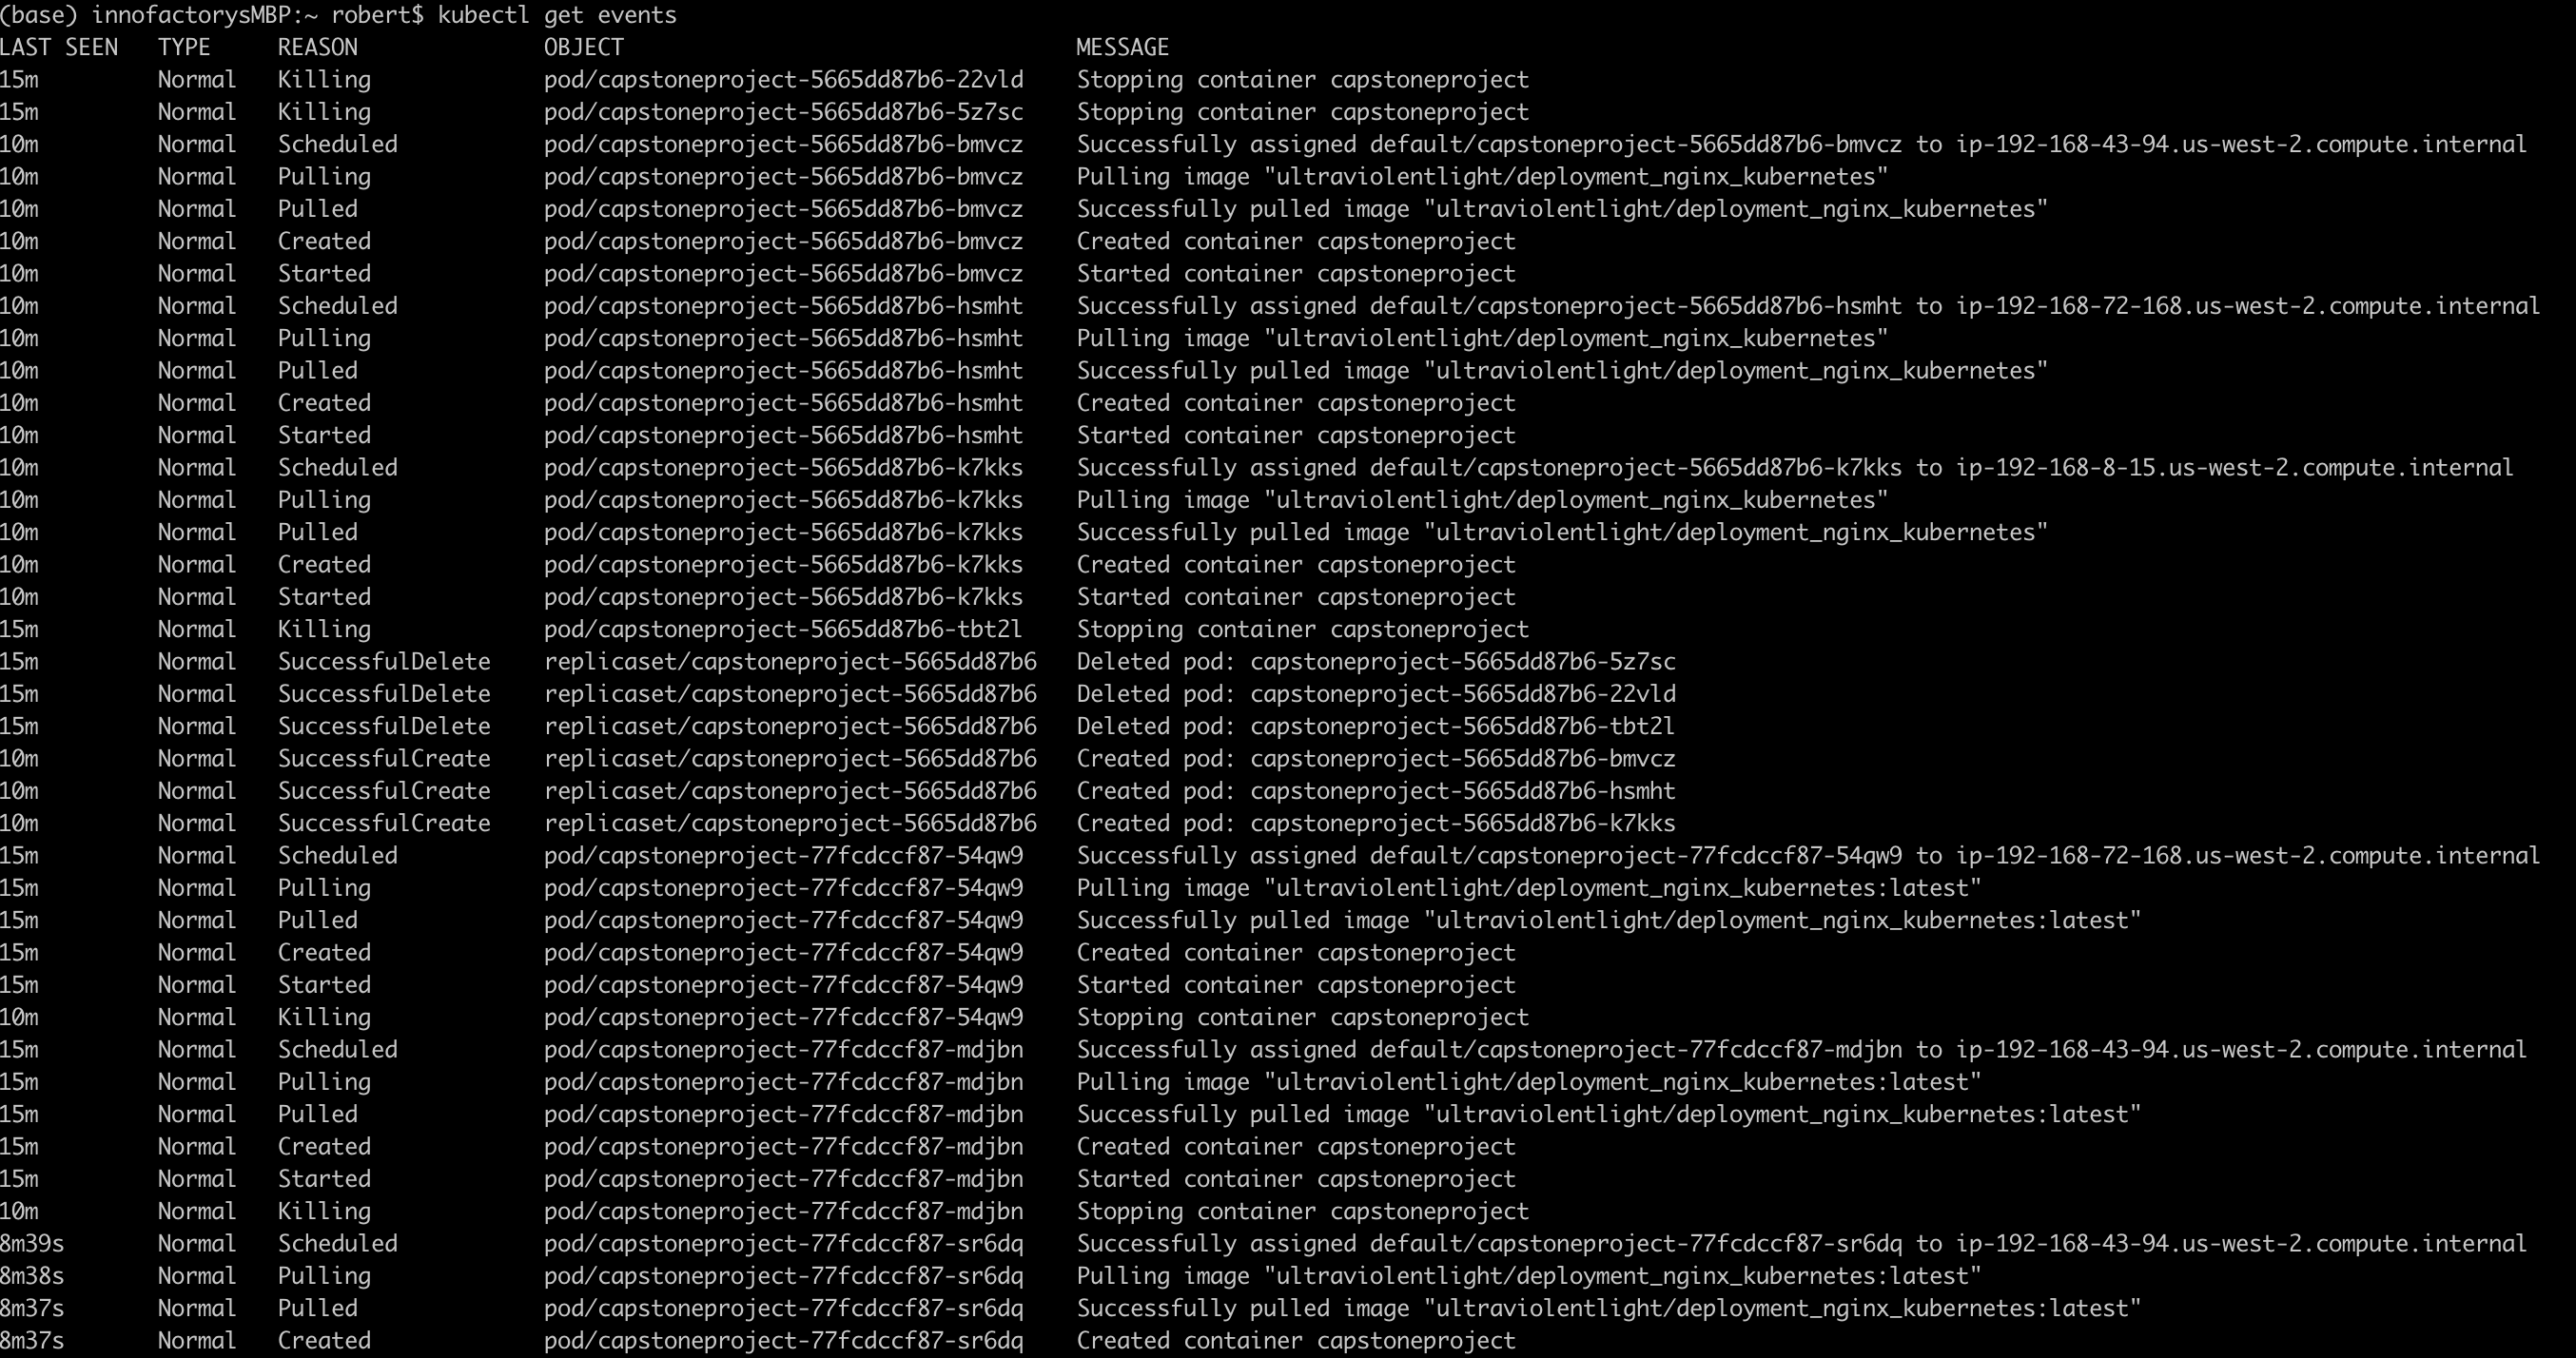 (base) innofactorysMBP:~ robert$ kubectl get events
LAST SEEN   TYPE     REASON              OBJECT                                  MESSAGE
15m         Normal   Killing             pod/capstoneproject-5665dd87b6-22vld    Stopping container capstoneproject
15m         Normal   Killing             pod/capstoneproject-5665dd87b6-5z7sc    Stopping container capstoneproject
10m         Normal   Scheduled           pod/capstoneproject-5665dd87b6-bmvcz    Successfully assigned default/capstoneproject-5665dd87b6-bmvcz to ip-192-168-43-94.us-west-2.compute.internal
10m         Normal   Pulling             pod/capstoneproject-5665dd87b6-bmvcz    Pulling image "ultraviolentlight/deployment_nginx_kubernetes"
10m         Normal   Pulled              pod/capstoneproject-5665dd87b6-bmvcz    Successfully pulled image "ultraviolentlight/deployment_nginx_kubernetes"
10m         Normal   Created             pod/capstoneproject-5665dd87b6-bmvcz    Created container capstoneproject
10m         Normal   Started             pod/capstoneproject-5665dd87b6-bmvcz    Started container capstoneproject
10m         Normal   Scheduled           pod/capstoneproject-5665dd87b6-hsmht    Successfully assigned default/capstoneproject-5665dd87b6-hsmht to ip-192-168-72-168.us-west-2.compute.internal
10m         Normal   Pulling             pod/capstoneproject-5665dd87b6-hsmht    Pulling image "ultraviolentlight/deployment_nginx_kubernetes"
10m         Normal   Pulled              pod/capstoneproject-5665dd87b6-hsmht    Successfully pulled image "ultraviolentlight/deployment_nginx_kubernetes"
10m         Normal   Created             pod/capstoneproject-5665dd87b6-hsmht    Created container capstoneproject
10m         Normal   Started             pod/capstoneproject-5665dd87b6-hsmht    Started container capstoneproject
10m         Normal   Scheduled           pod/capstoneproject-5665dd87b6-k7kks    Successfully assigned default/capstoneproject-5665dd87b6-k7kks to ip-192-168-8-15.us-west-2.compute.internal
10m         Normal   Pulling             pod/capstoneproject-5665dd87b6-k7kks    Pulling image "ultraviolentlight/deployment_nginx_kubernetes"
10m         Normal   Pulled              pod/capstoneproject-5665dd87b6-k7kks    Successfully pulled image "ultraviolentlight/deployment_nginx_kubernetes"
10m         Normal   Created             pod/capstoneproject-5665dd87b6-k7kks    Created container capstoneproject
10m         Normal   Started             pod/capstoneproject-5665dd87b6-k7kks    Started container capstoneproject
15m         Normal   Killing             pod/capstoneproject-5665dd87b6-tbt2l    Stopping container capstoneproject
15m         Normal   SuccessfulDelete    replicaset/capstoneproject-5665dd87b6   Deleted pod: capstoneproject-5665dd87b6-5z7sc
15m         Normal   SuccessfulDelete    replicaset/capstoneproject-5665dd87b6   Deleted pod: capstoneproject-5665dd87b6-22vld
15m         Normal   SuccessfulDelete    replicaset/capstoneproject-5665dd87b6   Deleted pod: capstoneproject-5665dd87b6-tbt2l
10m         Normal   SuccessfulCreate    replicaset/capstoneproject-5665dd87b6   Created pod: capstoneproject-5665dd87b6-bmvcz
10m         Normal   SuccessfulCreate    replicaset/capstoneproject-5665dd87b6   Created pod: capstoneproject-5665dd87b6-hsmht
10m         Normal   SuccessfulCreate    replicaset/capstoneproject-5665dd87b6   Created pod: capstoneproject-5665dd87b6-k7kks
15m         Normal   Scheduled           pod/capstoneproject-77fcdccf87-54qw9    Successfully assigned default/capstoneproject-77fcdccf87-54qw9 to ip-192-168-72-168.us-west-2.compute.internal
15m         Normal   Pulling             pod/capstoneproject-77fcdccf87-54qw9    Pulling image "ultraviolentlight/deployment_nginx_kubernetes:latest"
15m         Normal   Pulled              pod/capstoneproject-77fcdccf87-54qw9    Successfully pulled image "ultraviolentlight/deployment_nginx_kubernetes:latest"
15m         Normal   Created             pod/capstoneproject-77fcdccf87-54qw9    Created container capstoneproject
15m         Normal   Started             pod/capstoneproject-77fcdccf87-54qw9    Started container capstoneproject
10m         Normal   Killing             pod/capstoneproject-77fcdccf87-54qw9    Stopping container capstoneproject
15m         Normal   Scheduled           pod/capstoneproject-77fcdccf87-mdjbn    Successfully assigned default/capstoneproject-77fcdccf87-mdjbn to ip-192-168-43-94.us-west-2.compute.internal
15m         Normal   Pulling             pod/capstoneproject-77fcdccf87-mdjbn    Pulling image "ultraviolentlight/deployment_nginx_kubernetes:latest"
15m         Normal   Pulled              pod/capstoneproject-77fcdccf87-mdjbn    Successfully pulled image "ultraviolentlight/deployment_nginx_kubernetes:latest"
15m         Normal   Created             pod/capstoneproject-77fcdccf87-mdjbn    Created container capstoneproject
15m         Normal   Started             pod/capstoneproject-77fcdccf87-mdjbn    Started container capstoneproject
10m         Normal   Killing             pod/capstoneproject-77fcdccf87-mdjbn    Stopping container capstoneproject
8m39s       Normal   Scheduled           pod/capstoneproject-77fcdccf87-sr6dq    Successfully assigned default/capstoneproject-77fcdccf87-sr6dq to ip-192-168-43-94.us-west-2.compute.internal
8m38s       Normal   Pulling             pod/capstoneproject-77fcdccf87-sr6dq    Pulling image "ultraviolentlight/deployment_nginx_kubernetes:latest"
8m37s       Normal   Pulled              pod/capstoneproject-77fcdccf87-sr6dq    Successfully pulled image "ultraviolentlight/deployment_nginx_kubernetes:latest"
8m37s       Normal   Created             pod/capstoneproject-77fcdccf87-sr6dq    Created container capstoneproject